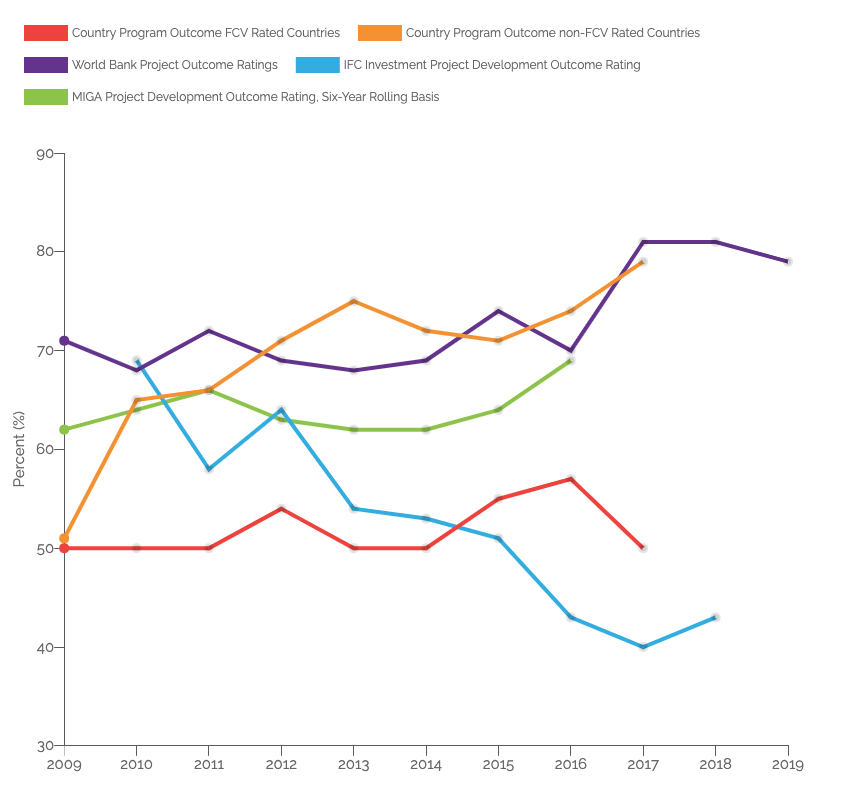 Country Program Outcome FCV Rated Countries Country Program Outcome non-FCV Rated Countries
World Bank Project Outcome Ratings IFC Investment Project Development Outcome Rating
MIGA Project Development Outcome Rating, Six-Year Rolling Basis
90
80
70
60
50
40
30
Percent (%)
2009 2010 2011 2012 2013 2014 2015 2016 2017 2018 2019